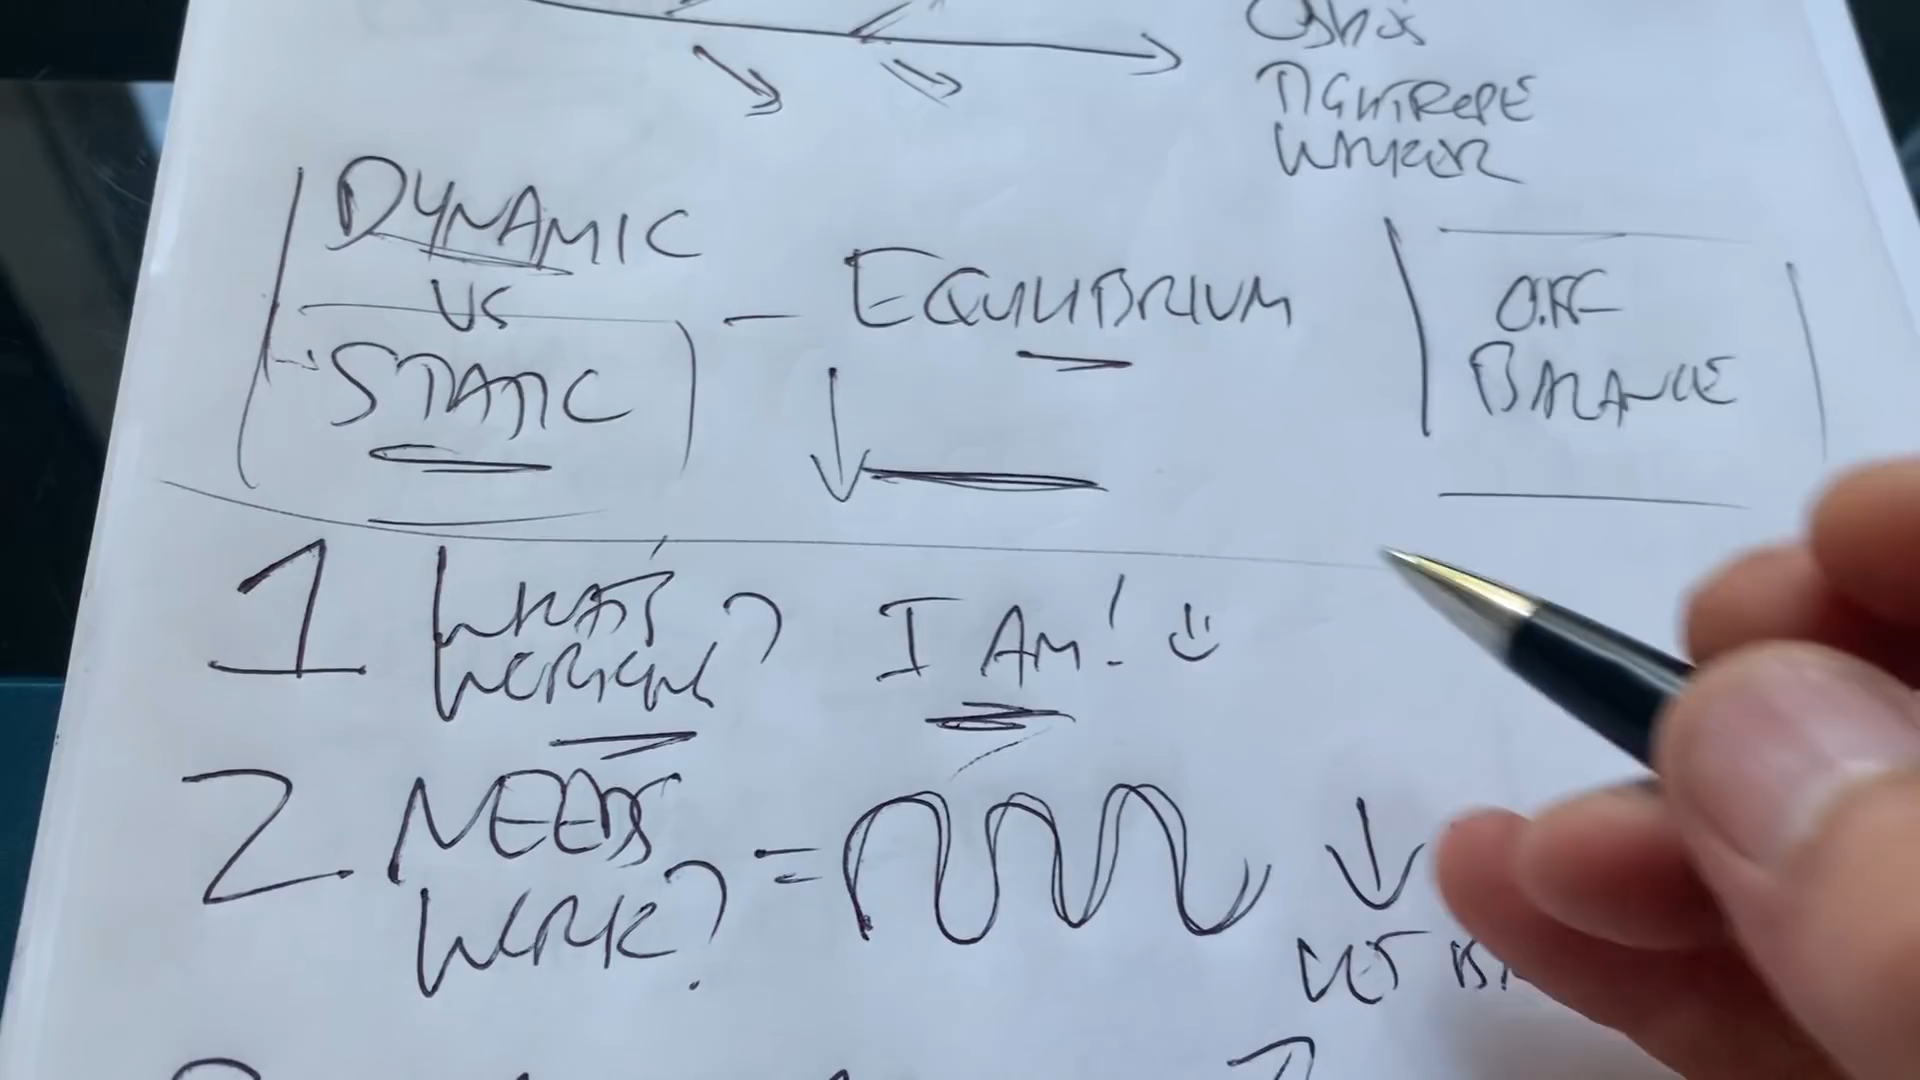 TIGHTROPE
WALKER
DYNAMIC
VS
STATIC
— EQUILIBRIUM
OFF
BALANCE
1 WHAT'S
WORKING? I AM! :)
2. NEEDS
WORK? =